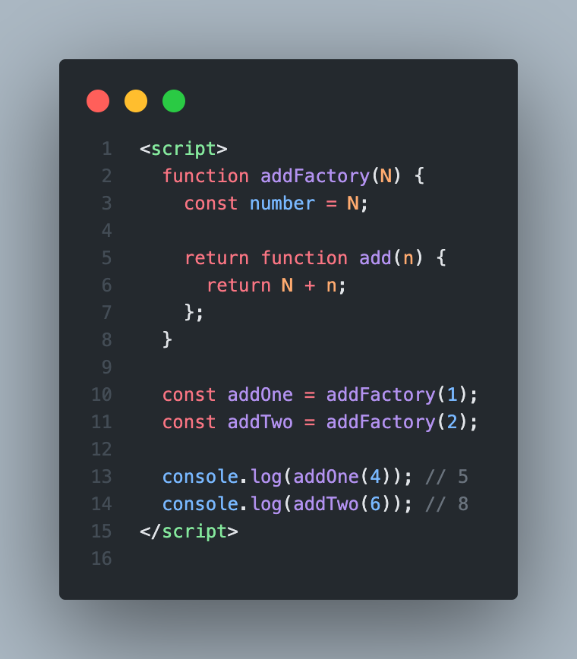 1 <script>
2   function addFactory(N) {
3     const number = N;
4
5     return function add(n) {
6       return N + n;
7     };
8   }
9
10   const addOne = addFactory(1);
11   const addTwo = addFactory(2);
12
13   console.log(addOne(4)); // 5
14   console.log(addTwo(6)); // 8
15 </script>
16